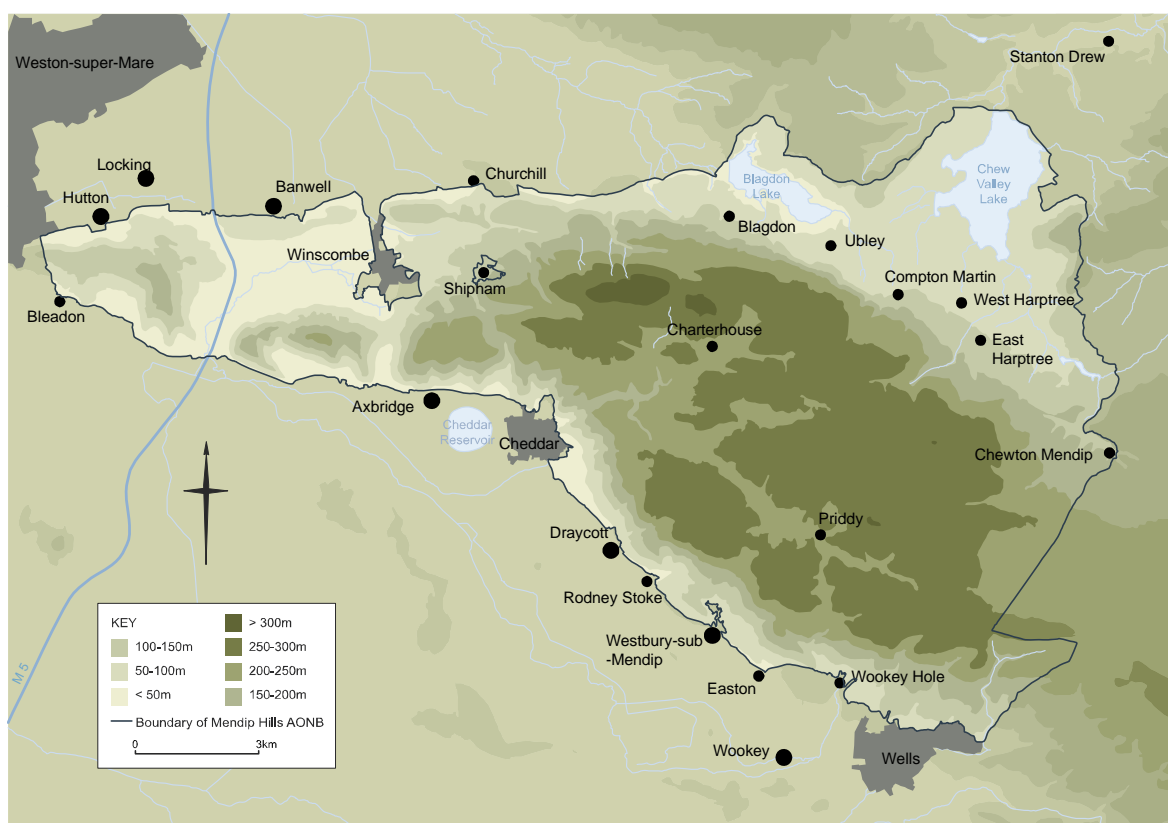 Weston-super-Mare
Stanton Drew
Locking
Hutton
Banwell
Churchill
Blagdon
Lake
Chew
Valley
Lake
Blagdon
Ubley
Winscombe
Shipham
Compton Martin
West Harptree
Bleadon
Charterhouse
East
Harptree
Axbridge
Cheddar
Reservoir
Cheddar
Chewton Mendip
Priddy
Draycott
Rodney Stoke
Westbury-sub
-Mendip
Easton
Wookey Hole
Wookey
Wells
M5
KEY
100-150m
50-100m
< 50m
> 300m
250-300m
200-250m
150-200m
Boundary of Mendip Hills AONB
0
3km